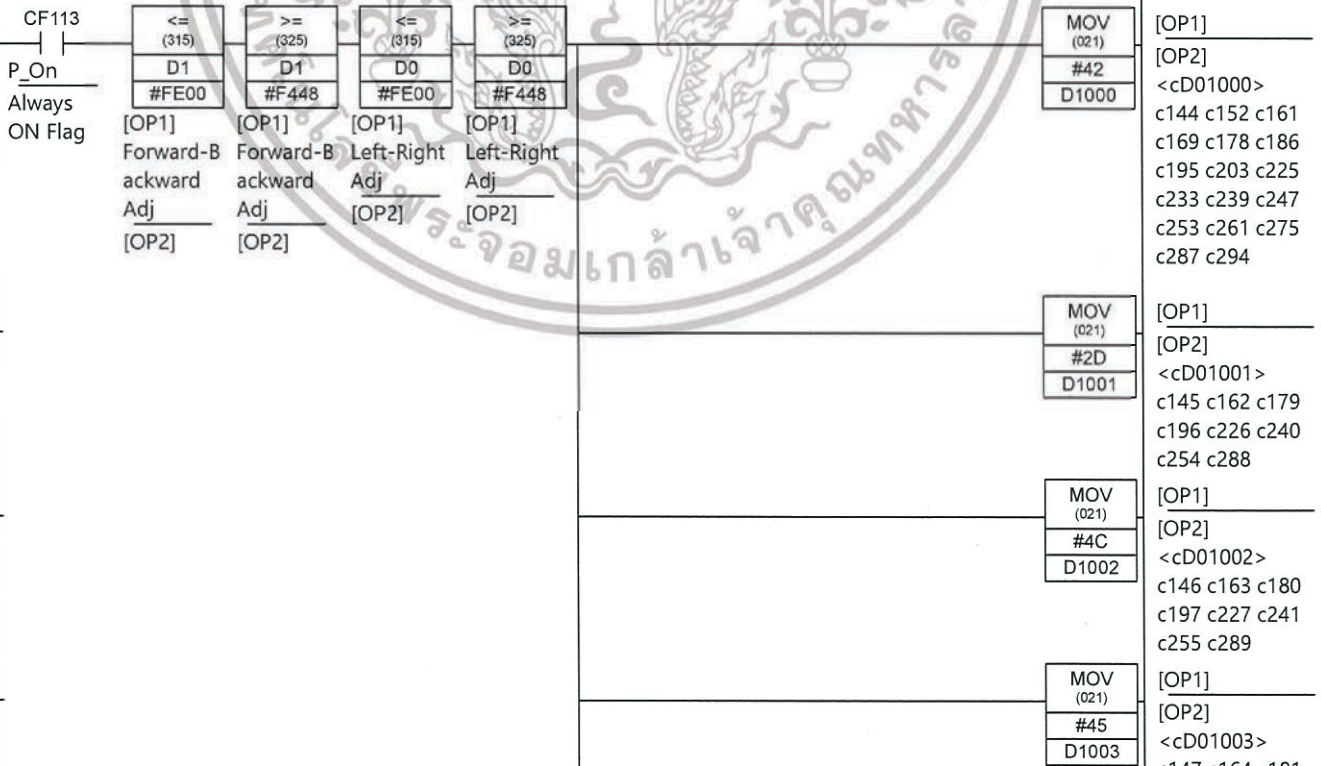 CF113
P_On
Always
ON Flag
<=
(315)
D1
#FE00
[OP1]
Forward-B
ackward
Adj
[OP2]
>=
(325)
D1
#F448
[OP1]
Forward-B
ackward
Adj
[OP2]
<=
(315)
D0
#FE00
[OP1]
Left-Right
Adj
[OP2]
>=
(325)
D0
#F448
[OP1]
Left-Right
Adj
[OP2]
MOV
(021)
#42
D1000
[OP1]
[OP2]
<cD01000>
c144 c152 c161
c169 c178 c186
c195 c203 c225
c233 c239 c247
c253 c261 c275
c287 c294
MOV
(021)
#2D
D1001
[OP1]
[OP2]
<cD01001>
c145 c162 c179
c196 c226 c240
c254 c288
MOV
(021)
#4C
D1002
[OP1]
[OP2]
<cD01002>
c146 c163 c180
c197 c227 c241
c255 c289
MOV
(021)
#45
D1003
[OP1]
[OP2]
<cD01003>
c147 c164 c181
พระจอมเกล้าเจ้าคุณทหาร